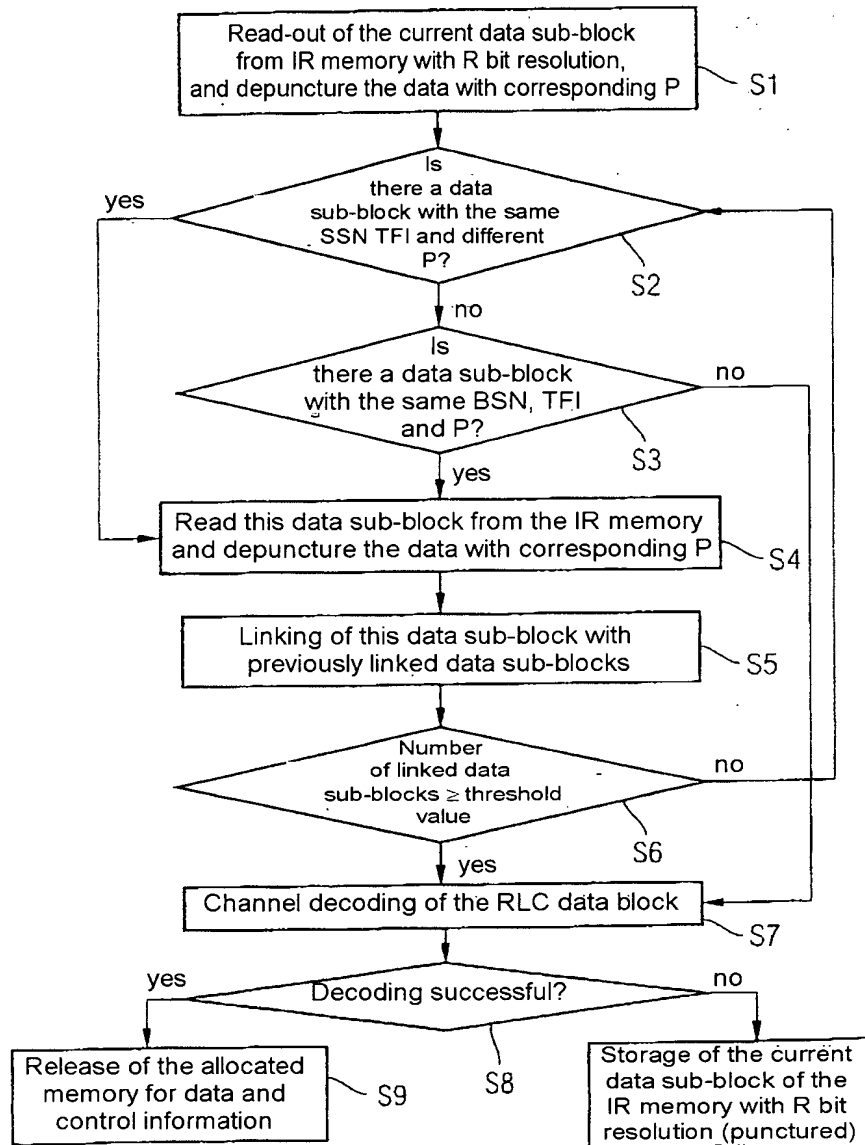 Read-out of the current data sub-block
from IR memory with R bit resolution,
and depuncture the data with corresponding P
S1
Is
there a data
sub-block with the same
SSN TFI and different
P?
yes
S2
no
Is
there a data sub-block
with the same BSN, TFI
and P?
no
S3
yes
Read this data sub-block from the IR memory
and depuncture the data with corresponding P
S4
Linking of this data sub-block with
previously linked data sub-blocks
S5
Number
of linked data
sub-blocks ≥ threshold
value
no
S6
yes
Channel decoding of the RLC data block
S7
yes
Decoding successful?
no
S8
Release of the allocated
memory for data and
control information
S9
Storage of the current
data sub-block of the
IR memory with R bit
resolution (punctured)